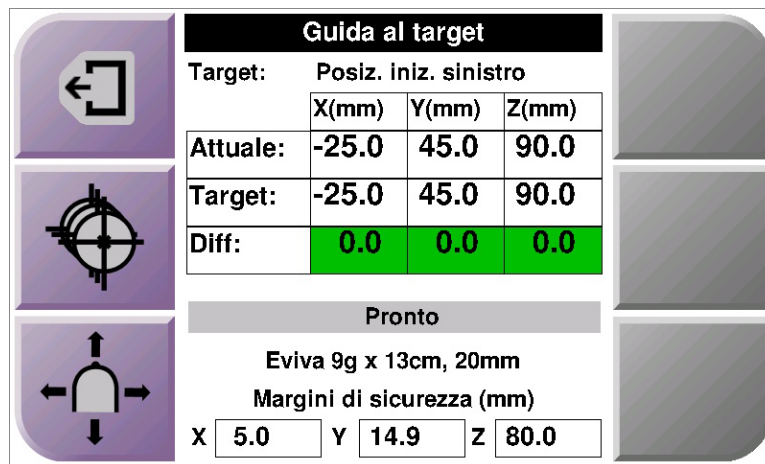 Guida al target
Target: Posiz. iniz. sinistro
X(mm) Y(mm) Z(mm)
Attuale: -25.0 45.0 90.0
Target: -25.0 45.0 90.0
Diff: 0.0 0.0 0.0
Pronto
Eviva 9g x 13cm, 20mm
Margini di sicurezza (mm)
X 5.0 Y 14.9 Z 80.0